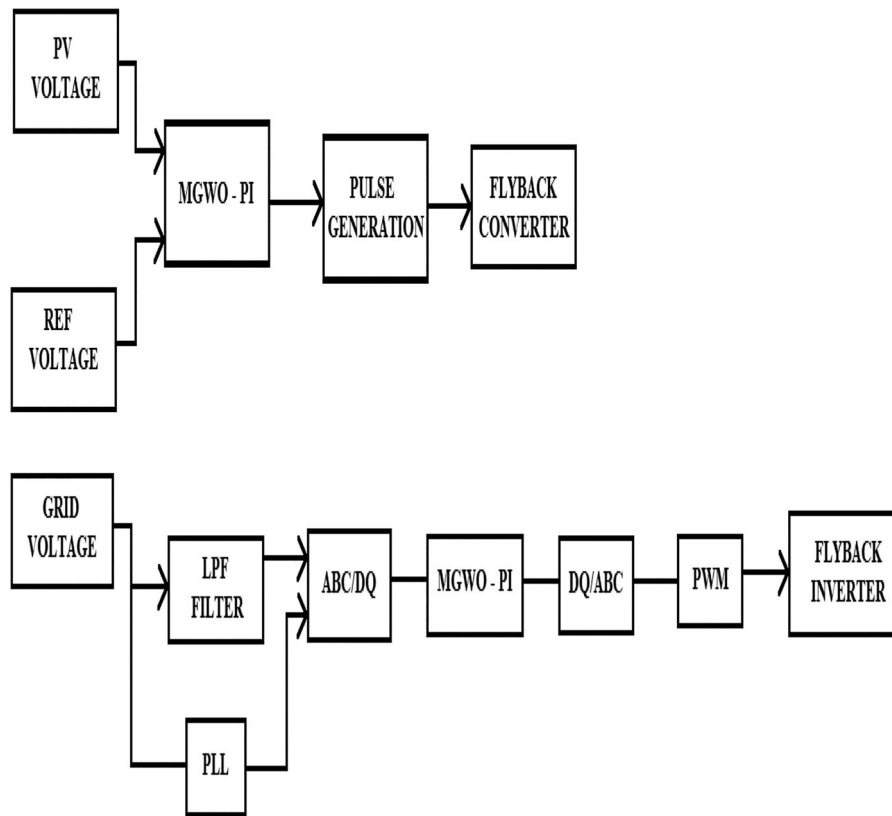 PV
VOLTAGE
MGWO - PI
PULSE
GENERATION
FLYBACK
CONVERTER
REF
VOLTAGE
GRID
VOLTAGE
LPF
FILTER
ABC/DQ
MGWO - PI
DQ/ABC
PWM
FLYBACK
INVERTER
PLL